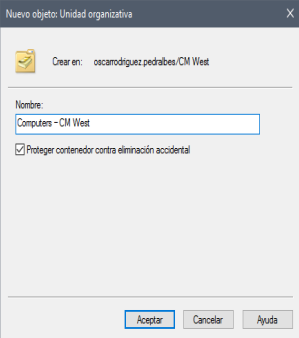 Nuevo objeto: Unidad organizativa
X
Crear en: oscarrodriguez.pedralbes/CM West
Nombre:
Computers – CM West
Proteger contenedor contra eliminación accidental
Aceptar Cancelar Ayuda